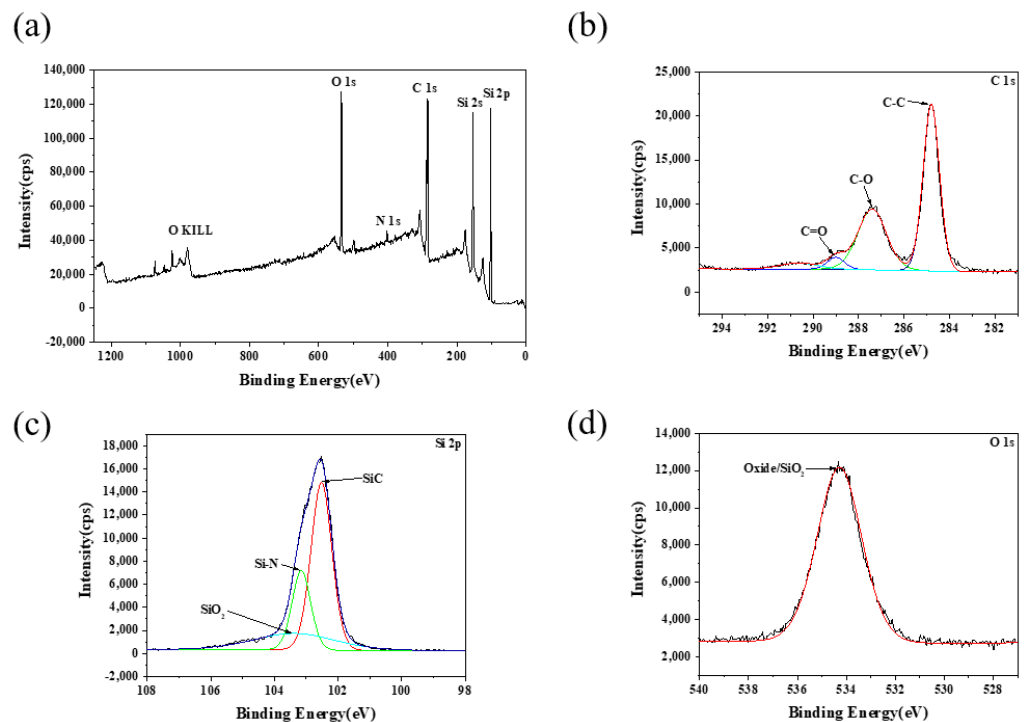 (a)
140,000
120,000
100,000
80,000
60,000
40,000
20,000
0
-20,000
Intensity(cps)
O KILL
O 1s
N 1s
C 1s
Si 2s
Si 2p
1200 1000 800 600 400 200 0
Binding Energy(eV)
(b)
25,000
20,000
15,000
10,000
5,000
0
Intensity(cps)
C 1s
C-C
C-O
C=O
294 292 290 288 286 284 282
Binding Energy(eV)
(c)
18,000
16,000
14,000
12,000
10,000
8,000
6,000
4,000
2,000
0
-2,000
Intensity(cps)
Si 2p
SiC
Si-N
SiO₂
108 106 104 102 100 98
Binding Energy(eV)
(d)
14,000
12,000
10,000
8,000
6,000
4,000
2,000
Intensity(cps)
O 1s
Oxide/SiO₂
540 538 536 534 532 530 528
Binding Energy(eV)